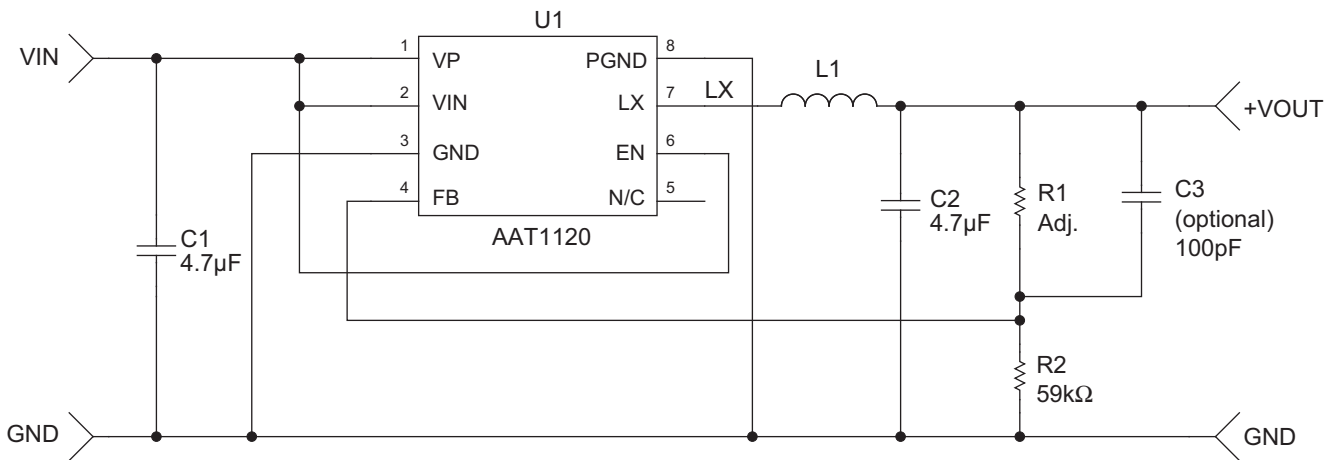 U1
VIN
1
VP
PGND
8
2
VIN
LX
7
LX
L1
+VOUT
3
GND
EN
6
4
FB
N/C
5
AAT1120
C1
4.7µF
C2
4.7µF
R1
Adj.
C3
(optional)
100pF
R2
59kΩ
GND
GND